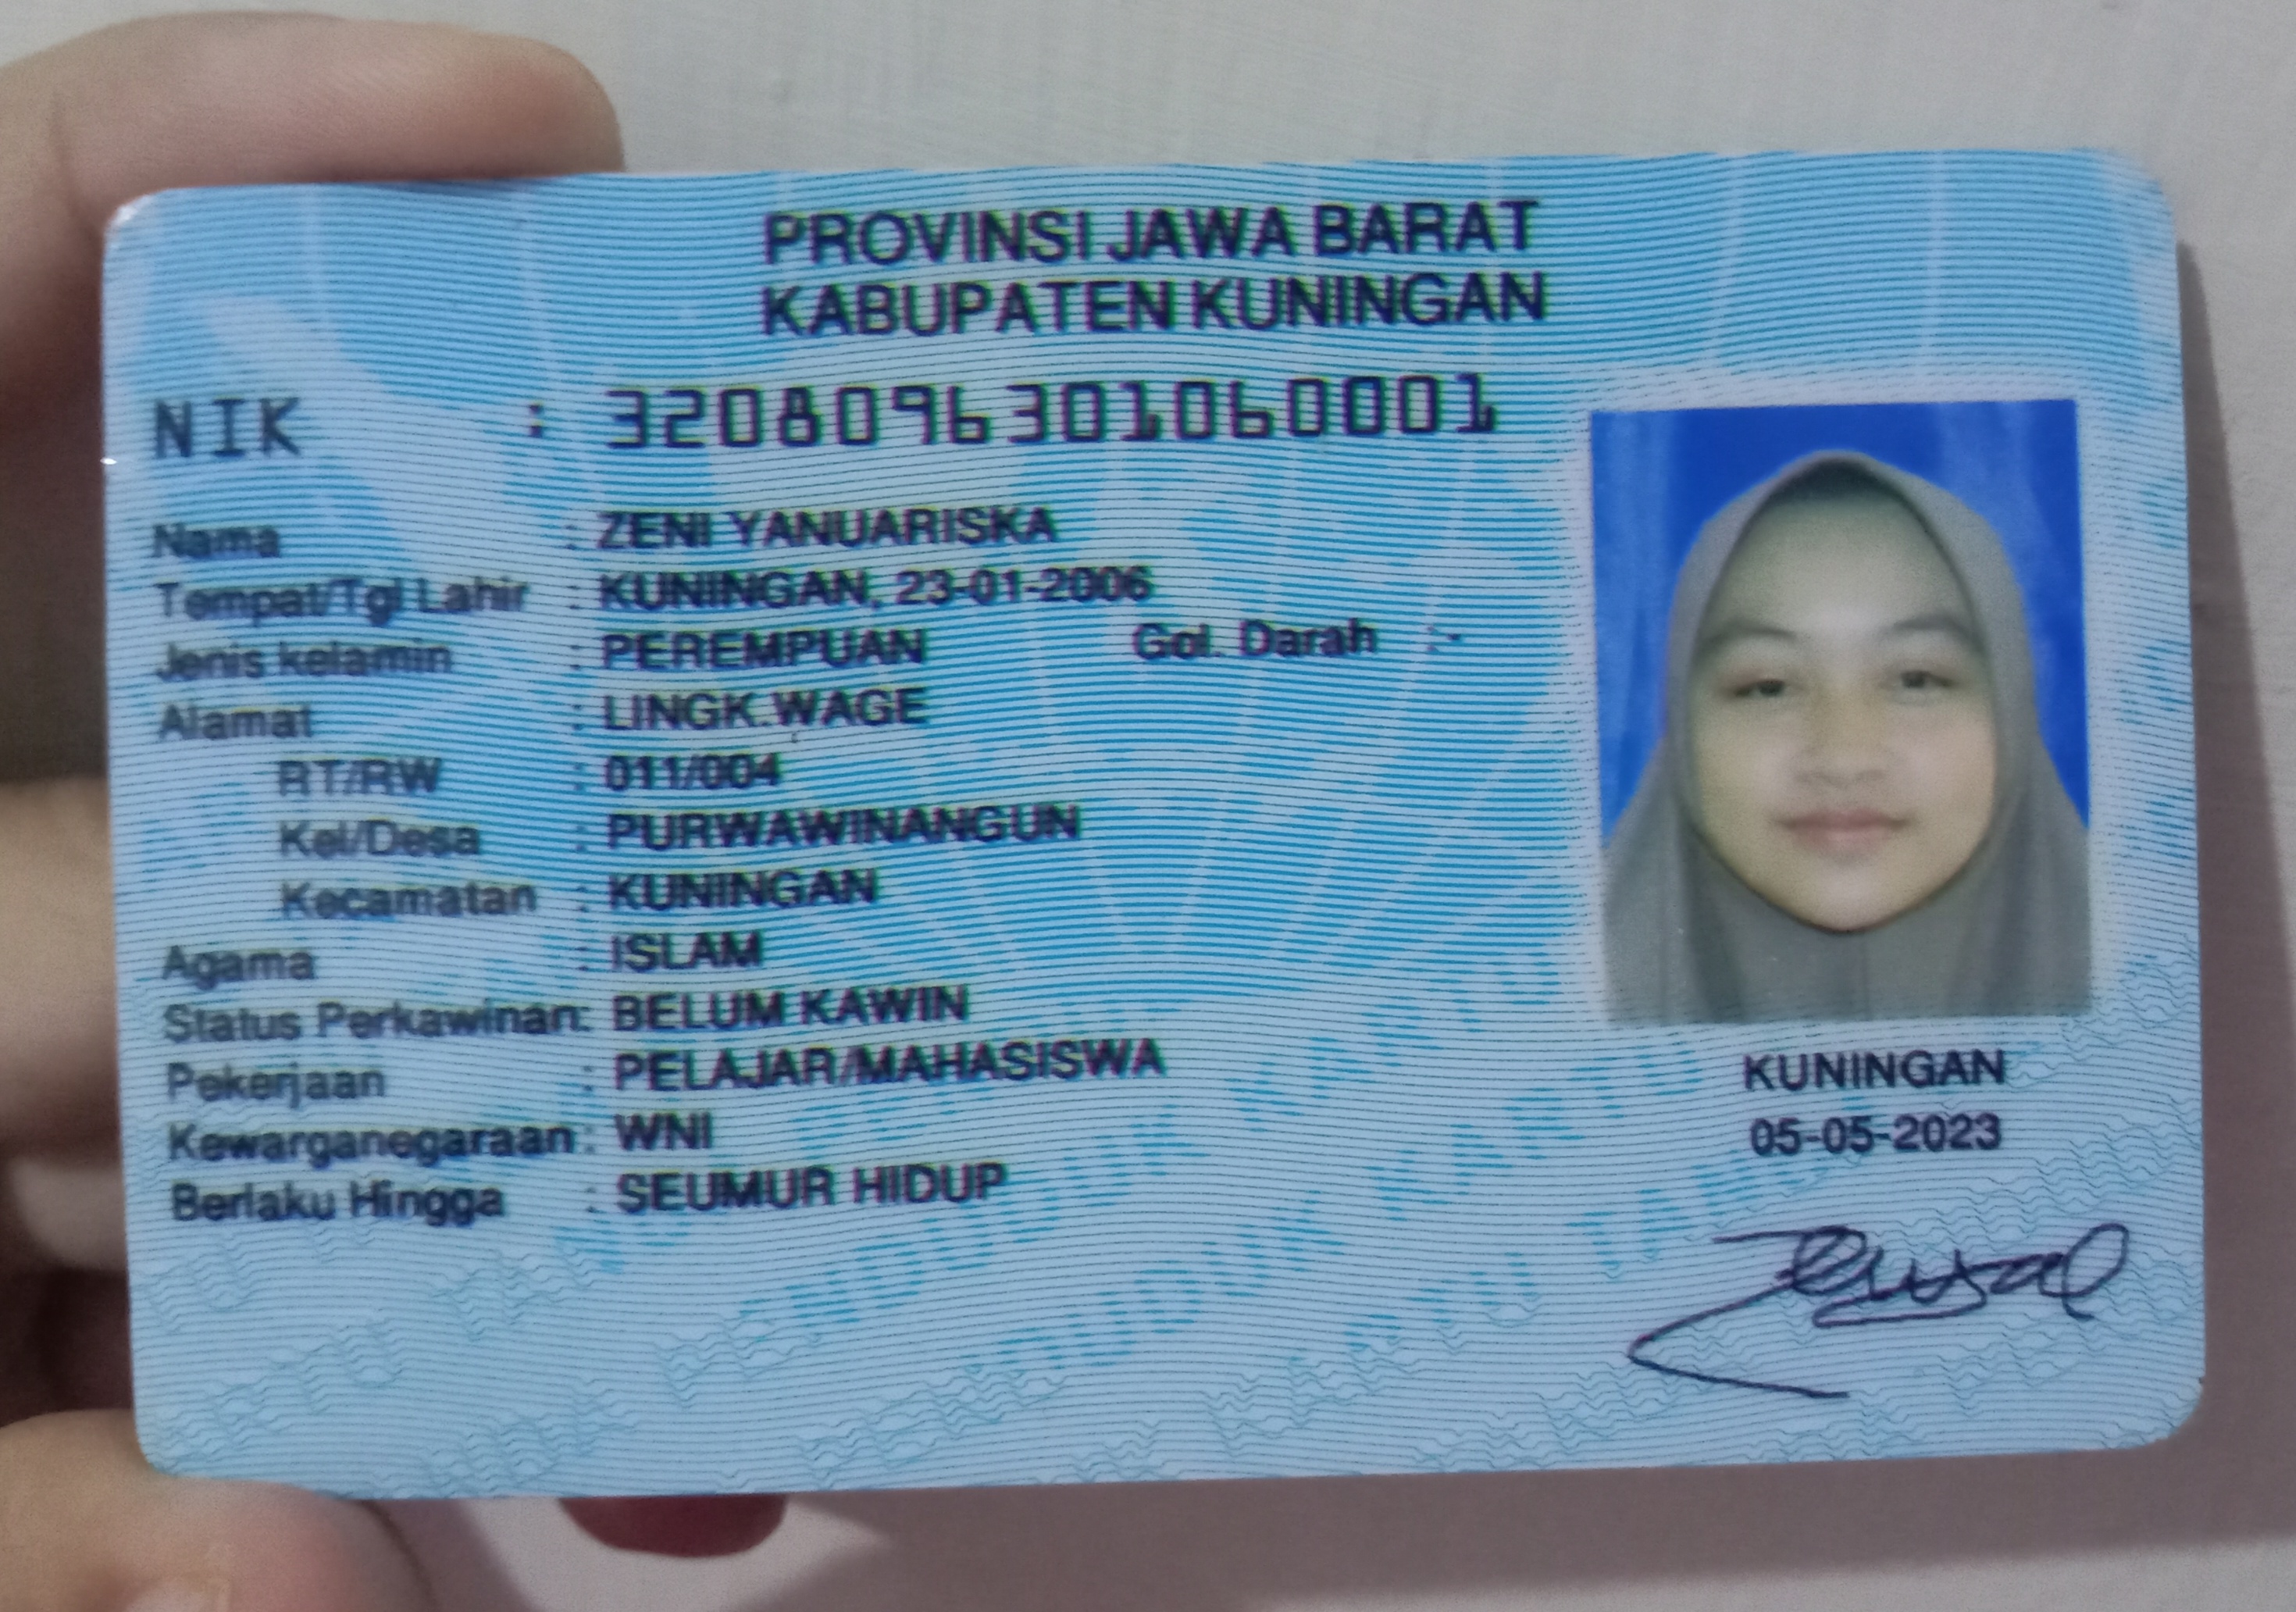 PROVINSI JAWA BARAT
KABUPATEN KUNINGAN
NIK : 3208096301060001
Nama : ZENI YANUARISKA
Tempat/Tgl Lahir : KUNINGAN, 23-01-2006
Jenis kelamin : PEREMPUAN Gol. Darah : -
Alamat : LINGK.WAGE
RT/RW : 011/004
Kel/Desa : PURWAWINANGUN
Kecamatan : KUNINGAN
Agama : ISLAM
Status Perkawinan: BELUM KAWIN
Pekerjaan : PELAJAR/MAHASISWA
Kewarganegaraan : WNI
Berlaku Hingga : SEUMUR HIDUP
KUNINGAN
05-05-2023